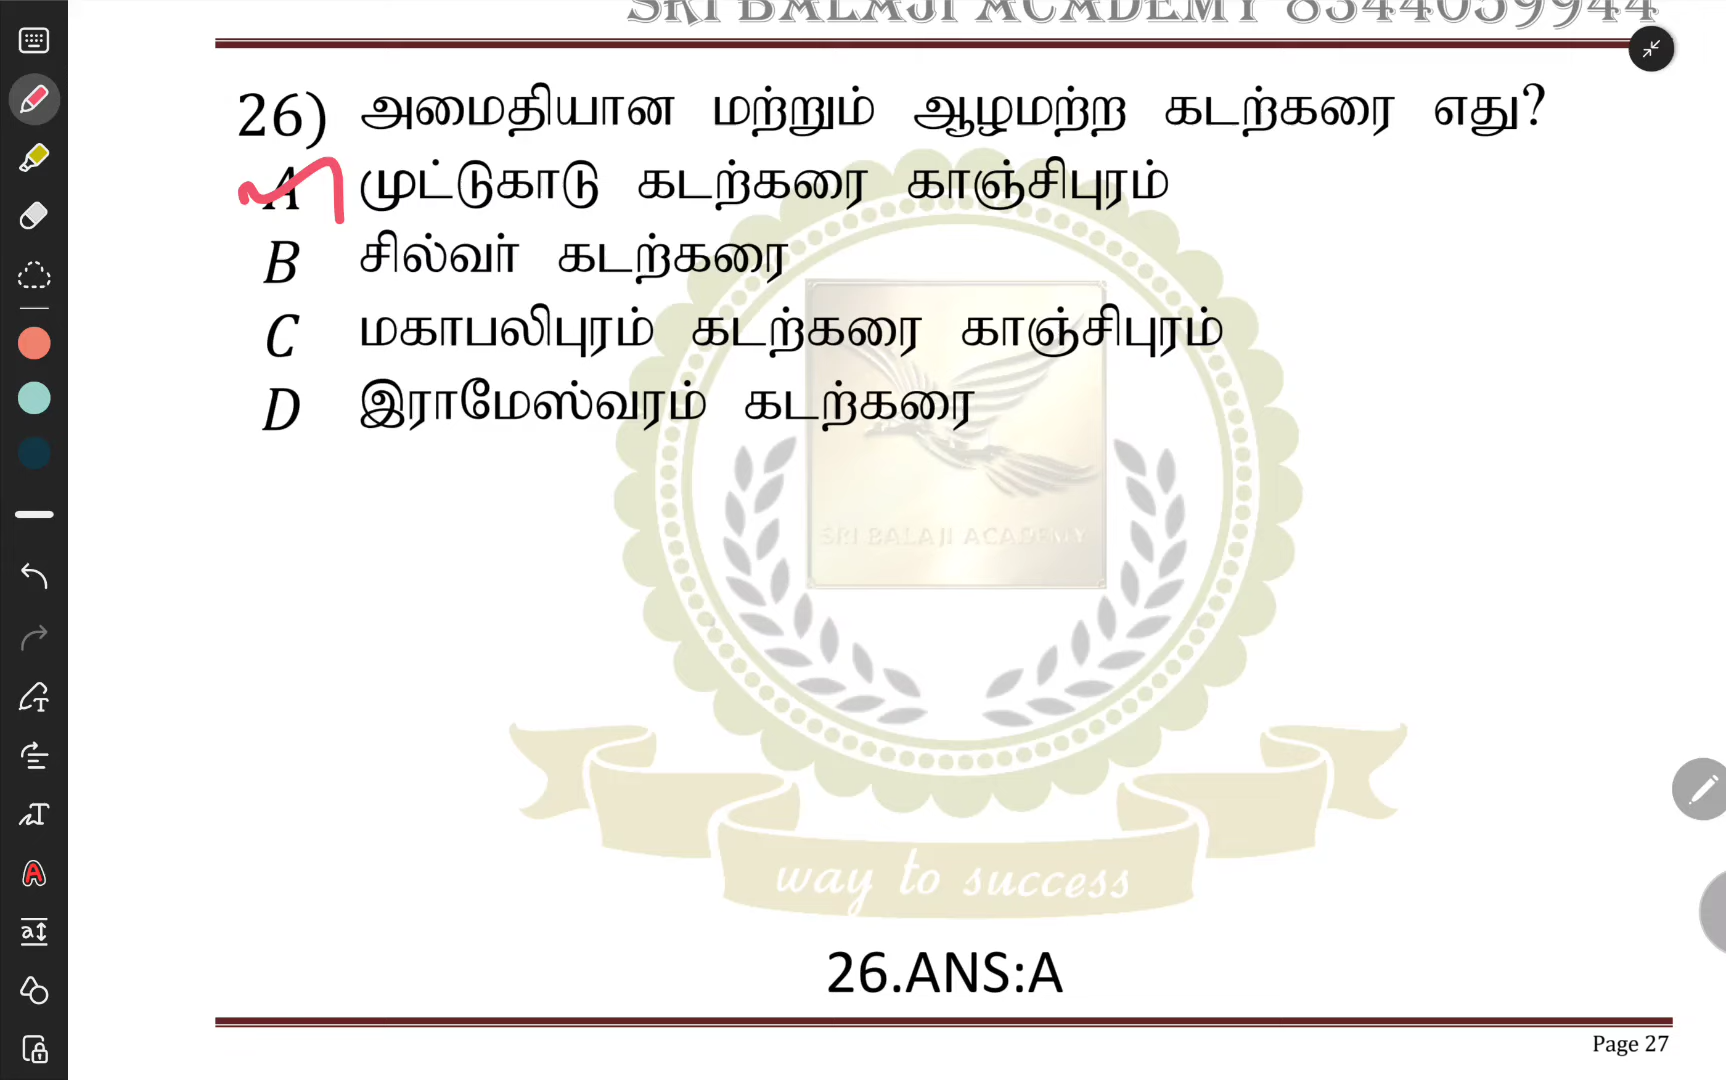 SRI BALAJI ACADEMY 8344059944
26) அமைதியான மற்றும் ஆழமற்ற கடற்கரை எது?
A முட்டுகாடு கடற்கரை காஞ்சிபுரம்
B சில்வர் கடற்கரை
C மகாபலிபுரம் கடற்கரை காஞ்சிபுரம்
D இராமேஸ்வரம் கடற்கரை
SRI BALAJI ACADEMY
way to success
26.ANS:A
Page 27